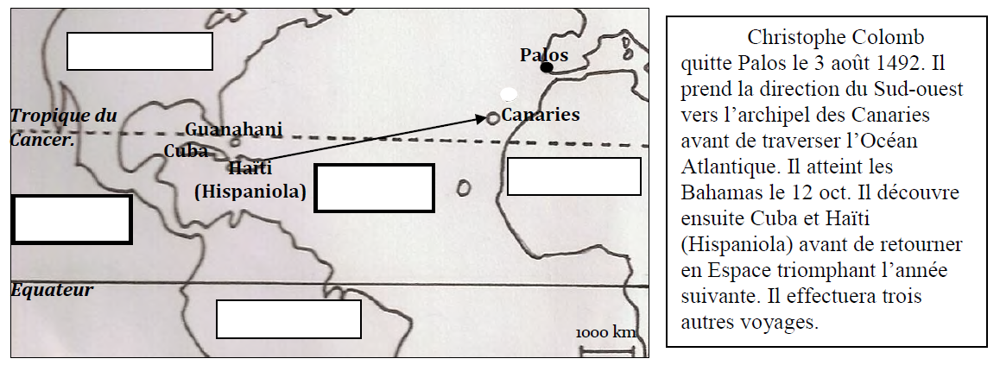 Palos
Canaries
Tropique du
Cancer.
Guanahani
Cuba
Haïti
(Hispaniola)
Equateur
1000 km
Christophe Colomb
quitte Palos le 3 août 1492. Il
prend la direction du Sud-ouest
vers l’archipel des Canaries
avant de traverser l’Océan
Atlantique. Il atteint les
Bahamas le 12 oct. Il découvre
ensuite Cuba et Haïti
(Hispaniola) avant de retourner
en Espace triomphant l’année
suivante. Il effectuera trois
autres voyages.